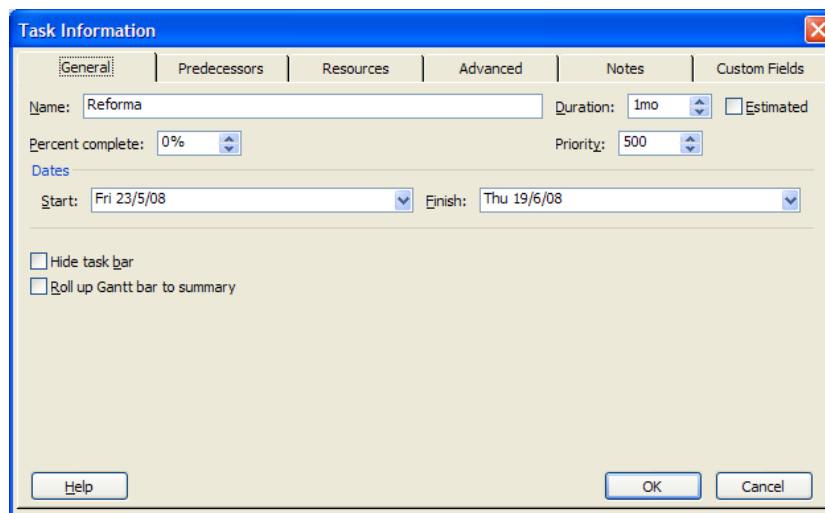 Task Information
General Predecessors Resources Advanced Notes Custom Fields
Name: Reforma Duration: 1mo Estimated
Percent complete: 0% Priority: 500
Dates
Start: Fri 23/5/08 Finish: Thu 19/6/08
Hide task bar
Roll up Gantt bar to summary
Help OK Cancel